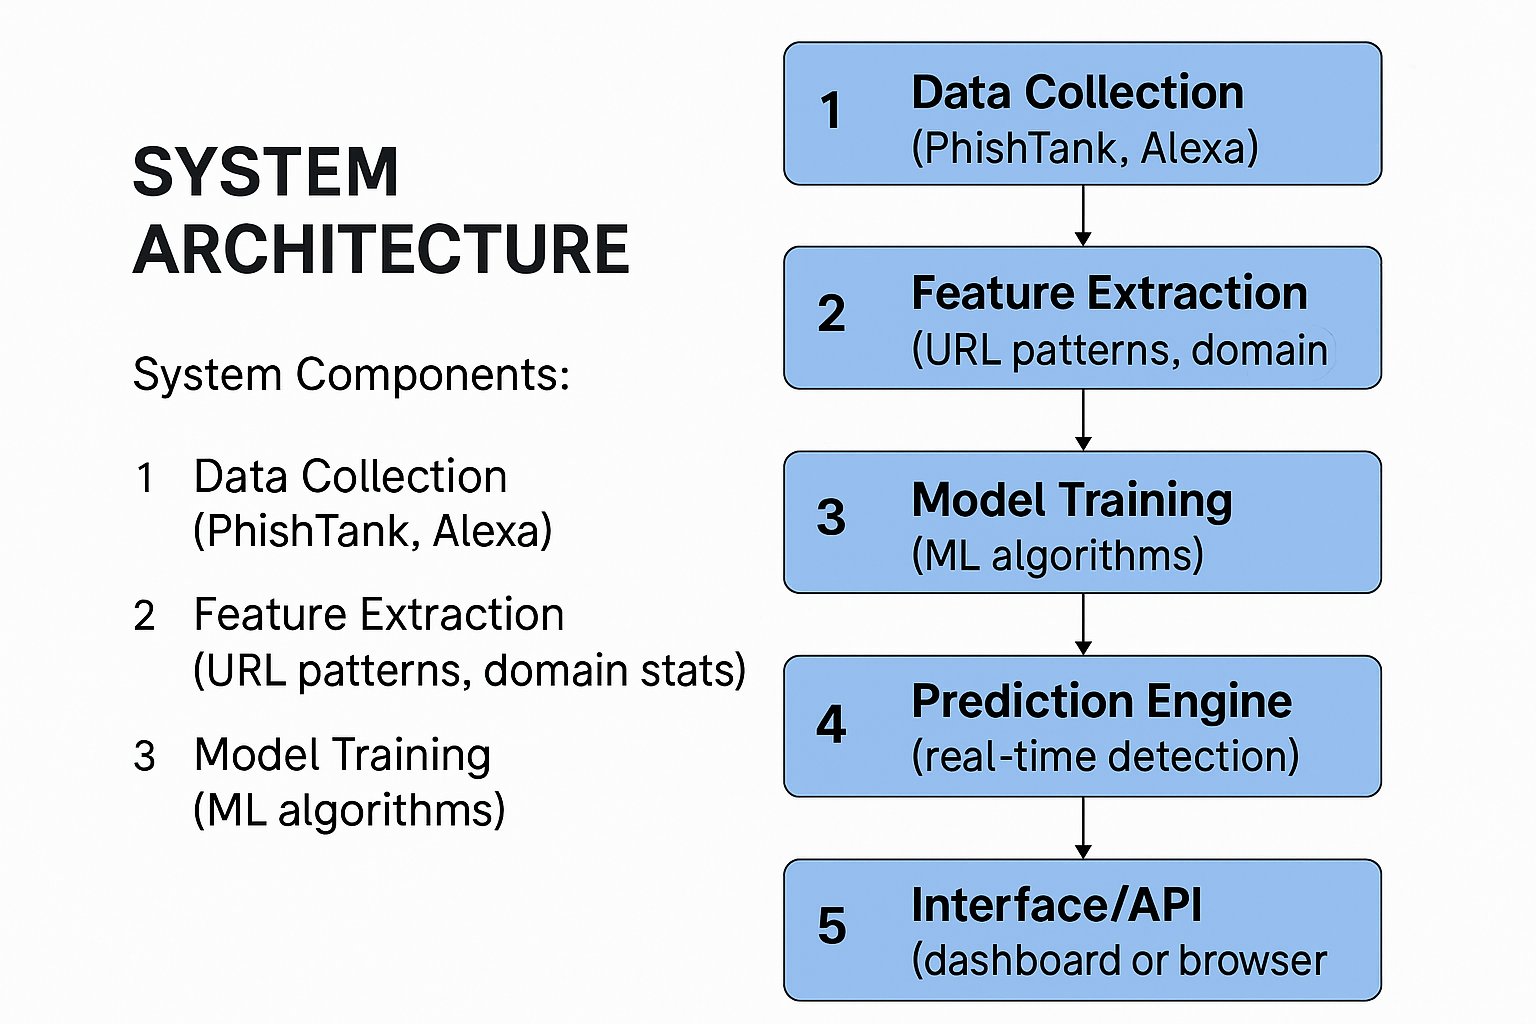 SYSTEM
ARCHITECTURE
System Components:
1 Data Collection
(PhishTank, Alexa)
2 Feature Extraction
(URL patterns, domain stats)
3 Model Training
(ML algorithms)
1 Data Collection
(PhishTank, Alexa)
2 Feature Extraction
(URL patterns, domain
3 Model Training
(ML algorithms)
4 Prediction Engine
(real-time detection)
5 Interface/API
(dashboard or browser